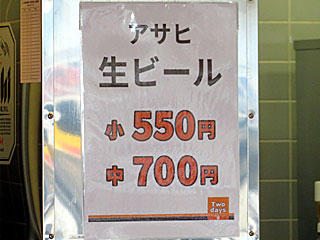 アサヒ
生ビール
小 550円
中 700円
Two
days